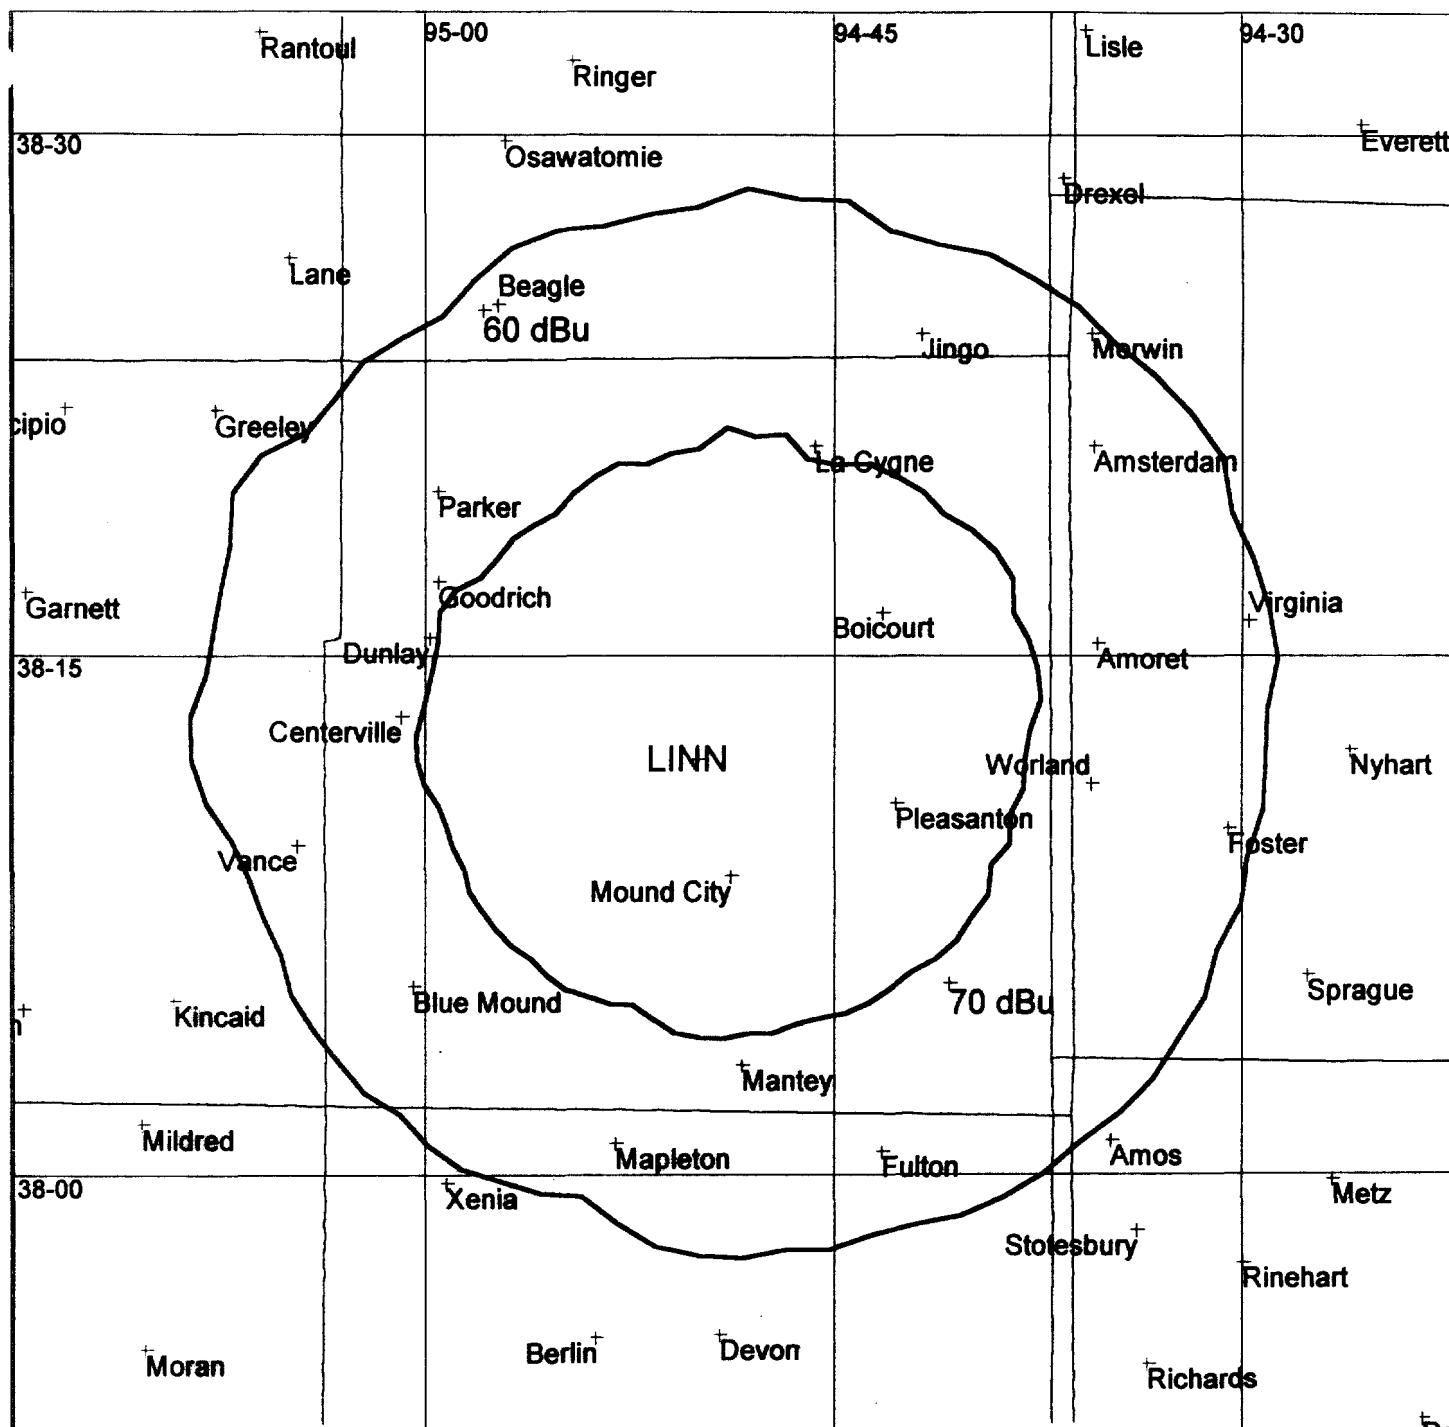 95-00
94-45
94-30
Rantoul
Lisle
Ringer
38-30
Everett
Osawatomie
Drexel
Lane
Beagle
60 dBu
Jingo
Merwin
cipio
Greeley
La Cygne
Amsterdam
Parker
Goodrich
Garnett
Virginia
Boicourt
Dunlay
38-15
Amoret
Centerville
LINN
Worland
Nyhart
Pleasanton
Foster
Vance
Mound City
Sprague
Blue Mound
70 dBu
Kincaid
Mantey
Mildred
Mapleton
Fulton
Amos
38-00
Xenia
Metz
Stotesbury
Rinehart
Berlin
Devon
Moran
Richards